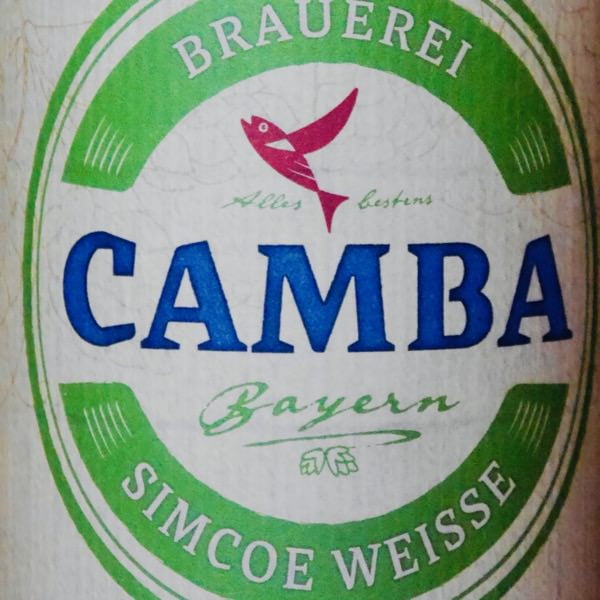 BRAUEREI
Alles bestens
CAMBA
Bayern
SIMCOE WEISSE